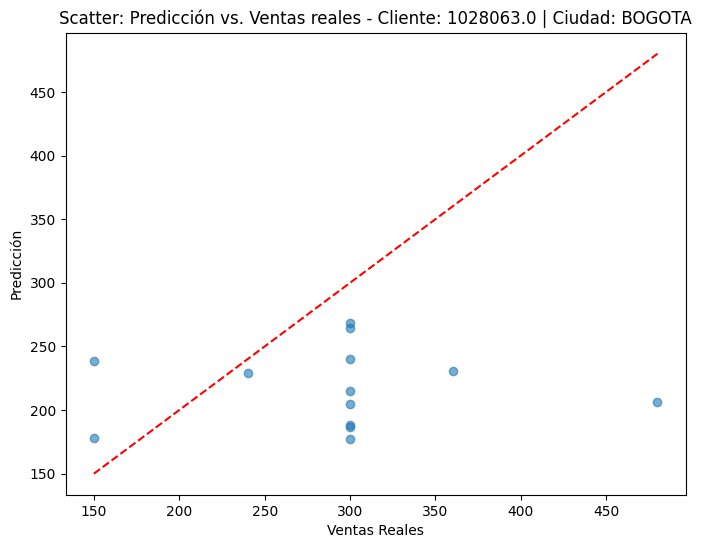 Scatter: Predicción vs. Ventas reales - Cliente: 1028063.0 | Ciudad: BOGOTA
450
400
350
300
250
200
150
Predicción
150 200 250 300 350 400 450
Ventas Reales